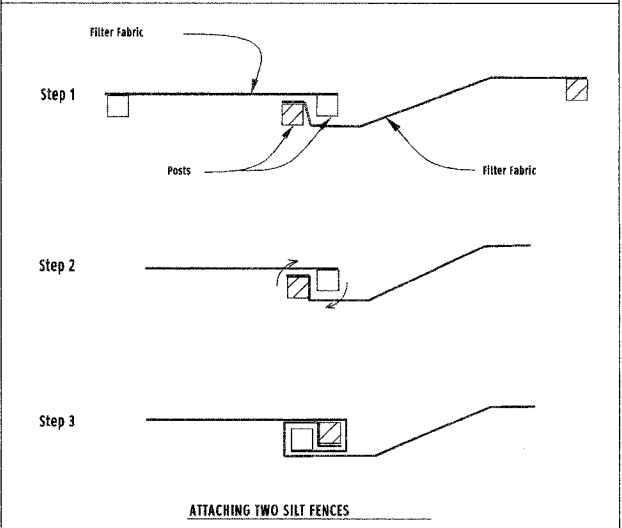 Filter Fabric
Step 1
Posts
Filter Fabric
Step 2
Step 3
ATTACHING TWO SILT FENCES